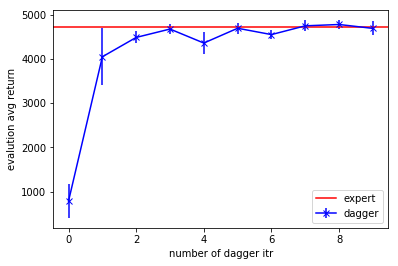 5000
4000
3000
2000
1000
evalution avg return
0 2 4 6 8
number of dagger itr
expert
dagger